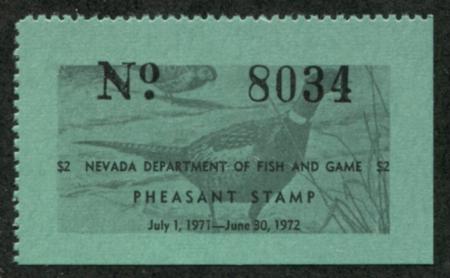 Nº 8034
$2 NEVADA DEPARTMENT OF FISH AND GAME $2
PHEASANT STAMP
July 1, 1971—June 30, 1972